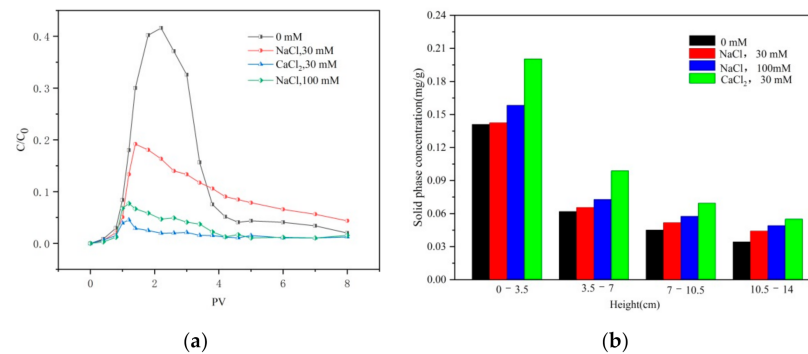 0 mM
NaCl,30 mM
CaCl₂,30 mM
NaCl,100 mM
0.4
0.3
0.2
0.1
0.0
C/C₀
0 2 4 6 8
PV
(a)
0 mM
NaCl, 30 mM
NaCl, 100mM
CaCl₂, 30 mM
0.24
0.21
0.18
0.15
0.12
0.09
0.06
0.03
0.00
Solid phase concentration(mg/g)
0 − 3.5 3.5 − 7 7 − 10.5 10.5 − 14
Height(cm)
(b)